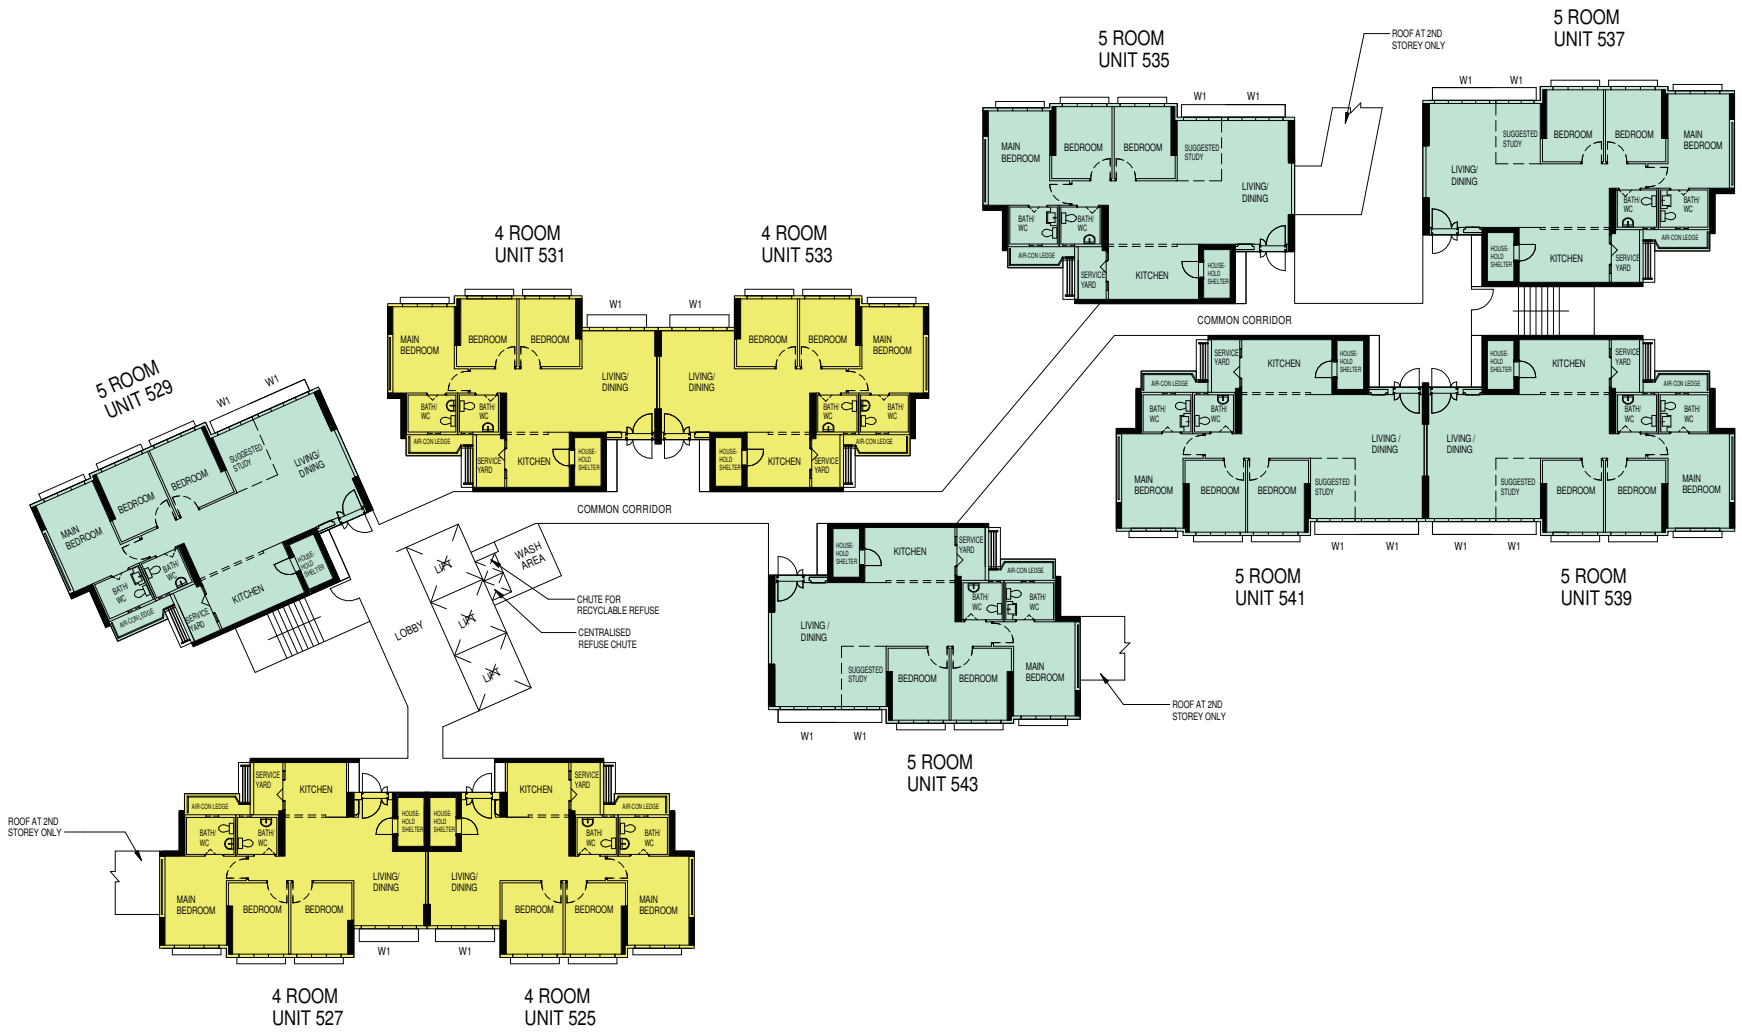 5 ROOM
UNIT 535
ROOF AT 2ND
STOREY ONLY
5 ROOM
UNIT 537
W1
W1
MAIN
BEDROOM
BEDROOM
BEDROOM
SUGGESTED
STUDY
LIVING/
DINING
BATH/
WC
BATH/
WC
AIR-CON LEDGE
SERVICE
YARD
KITCHEN
HOUSE-
HOLD
SHELTER
W1
W1
SUGGESTED
STUDY
BEDROOM
BEDROOM
MAIN
BEDROOM
LIVING/
DINING
BATH/
WC
BATH/
WC
AIR-CON LEDGE
HOUSE-
HOLD
SHELTER
KITCHEN
SERVICE
YARD
4 ROOM
UNIT 531
4 ROOM
UNIT 533
W1
W1
MAIN
BEDROOM
BEDROOM
BEDROOM
LIVING/
DINING
BATH/
WC
BATH/
WC
AIR-CON LEDGE
SERVICE
YARD
KITCHEN
HOUSE-
HOLD
SHELTER
LIVING/
DINING
BEDROOM
BEDROOM
MAIN
BEDROOM
BATH/
WC
BATH/
WC
AIR-CON LEDGE
HOUSE-
HOLD
SHELTER
KITCHEN
SERVICE
YARD
COMMON CORRIDOR
5 ROOM
UNIT 529
W1
W1
MAIN
BEDROOM
BEDROOM
BEDROOM
SUGGESTED
STUDY
LIVING/
DINING
BATH/
WC
BATH/
WC
AIR-CON LEDGE
SERVICE
YARD
KITCHEN
HOUSE-
HOLD
SHELTER
SERVICE
YARD
KITCHEN
HOUSE-
HOLD
SHELTER
AIR-CON LEDGE
BATH/
WC
BATH/
WC
LIVING /
DINING
MAIN
BEDROOM
BEDROOM
BEDROOM
SUGGESTED
STUDY
W1
W1
5 ROOM
UNIT 541
HOUSE-
HOLD
SHELTER
KITCHEN
SERVICE
YARD
AIR-CON LEDGE
BATH/
WC
BATH/
WC
LIVING /
DINING
SUGGESTED
STUDY
BEDROOM
BEDROOM
MAIN
BEDROOM
W1
W1
5 ROOM
UNIT 539
COMMON CORRIDOR
LIFT
LIFT
LIFT
LOBBY
WASH
AREA
CHUTE FOR
RECYCLABLE REFUSE
CENTRALISED
REFUSE CHUTE
HOUSE-
HOLD
SHELTER
KITCHEN
SERVICE
YARD
AIR-CON LEDGE
BATH/
WC
BATH/
WC
LIVING /
DINING
SUGGESTED
STUDY
BEDROOM
BEDROOM
MAIN
BEDROOM
W1
W1
ROOF AT 2ND
STOREY ONLY
5 ROOM
UNIT 543
ROOF AT 2ND
STOREY ONLY
SERVICE
YARD
KITCHEN
AIR-CON LEDGE
HOUSE-
HOLD
SHELTER
BATH/
WC
BATH/
WC
LIVING/
DINING
MAIN
BEDROOM
BEDROOM
BEDROOM
W1
4 ROOM
UNIT 527
KITCHEN
SERVICE
YARD
AIR-CON LEDGE
HOUSE-
HOLD
SHELTER
BATH/
WC
BATH/
WC
LIVING/
DINING
BEDROOM
BEDROOM
MAIN
BEDROOM
W1
4 ROOM
UNIT 525